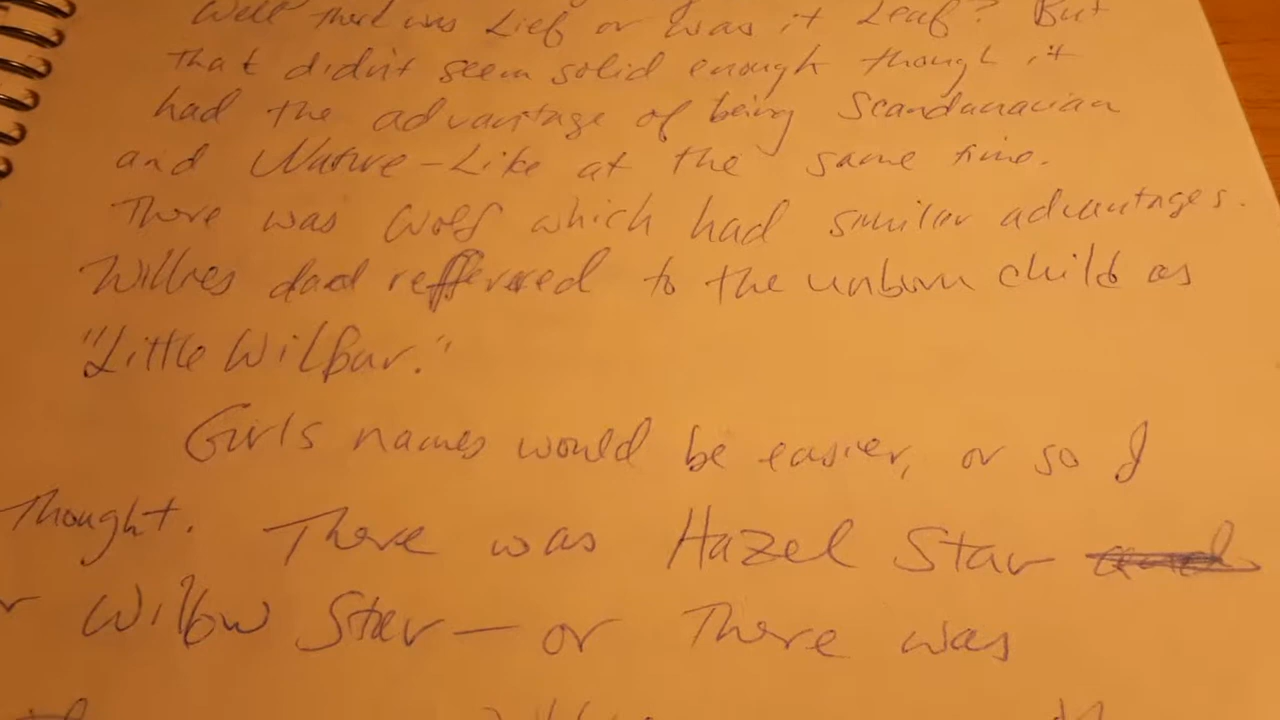 Well there was Lief or was it Leaf? But
that didn't seem solid enough though it
had the advantage of being Scandanavian
and Nature-Like at the same time.
There was Wolf which had similar advantages.
Willies dad reffered to the unborn child as
"Little Wilbur."
Girls names would be easier, or so I
Thought. There was Hazel Star
or Willow Star — or There was